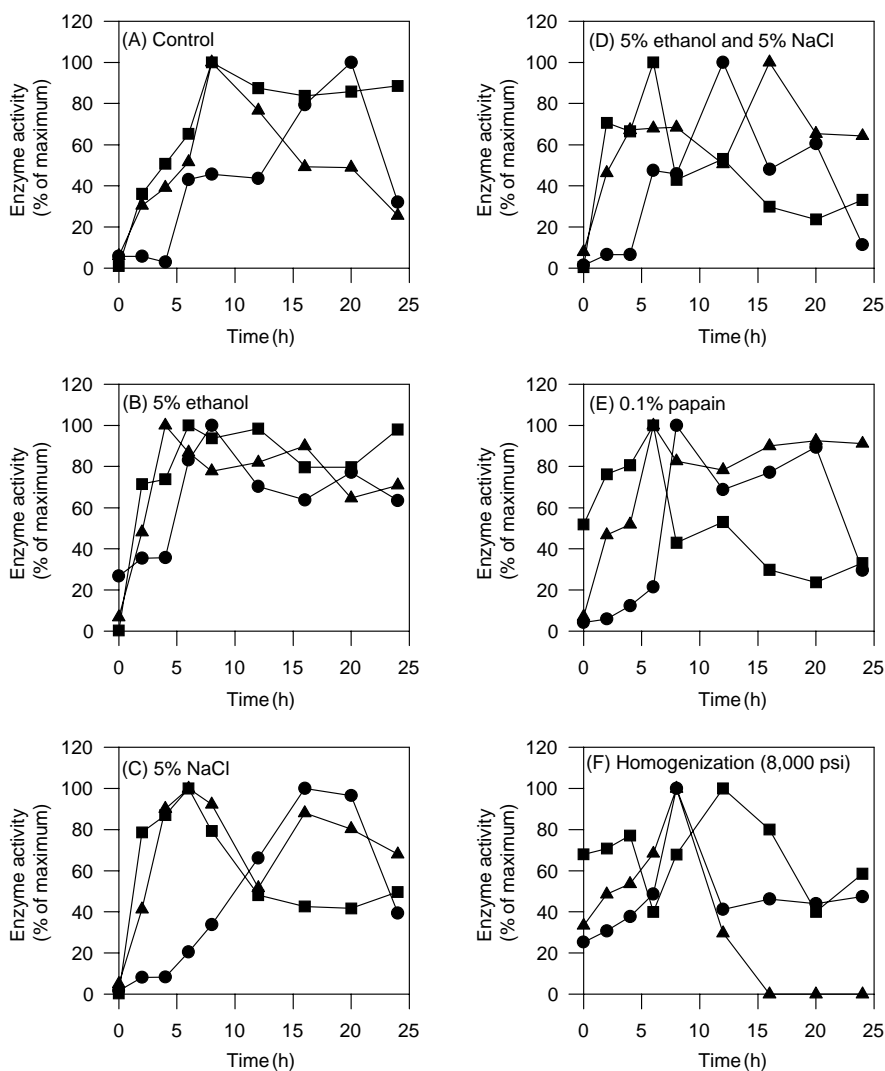 (A) Control
Enzyme activity
(% of maximum)
120
100
80
60
40
20
0
0 5 10 15 20 25
Time (h)
(D) 5% ethanol and 5% NaCl
Enzyme activity
(% of maximum)
120
100
80
60
40
20
0
0 5 10 15 20 25
Time (h)
(B) 5% ethanol
Enzyme activity
(% of maximum)
120
100
80
60
40
20
0
0 5 10 15 20 25
Time (h)
(E) 0.1% papain
Enzyme activity
(% of maximum)
120
100
80
60
40
20
0
0 5 10 15 20 25
Time (h)
(C) 5% NaCl
Enzyme activity
(% of maximum)
120
100
80
60
40
20
0
0 5 10 15 20 25
Time (h)
(F) Homogenization (8,000 psi)
Enzyme activity
(% of maximum)
120
100
80
60
40
20
0
0 5 10 15 20 25
Time (h)